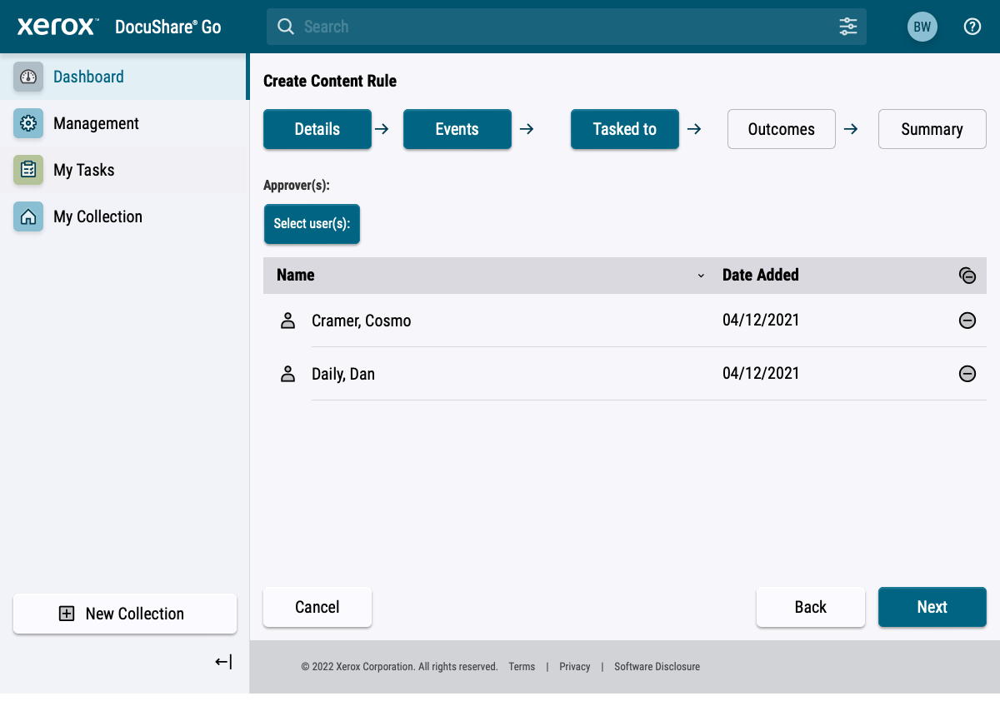 xerox™ DocuShare® Go
Search
BW
Dashboard
Management
My Tasks
My Collection
New Collection
Create Content Rule
Details
Events
Tasked to
Outcomes
Summary
Approver(s):
Select user(s):
Name Date Added
Cramer, Cosmo 04/12/2021
Daily, Dan 04/12/2021
Cancel
Back
Next
© 2022 Xerox Corporation. All rights reserved. Terms | Privacy | Software Disclosure